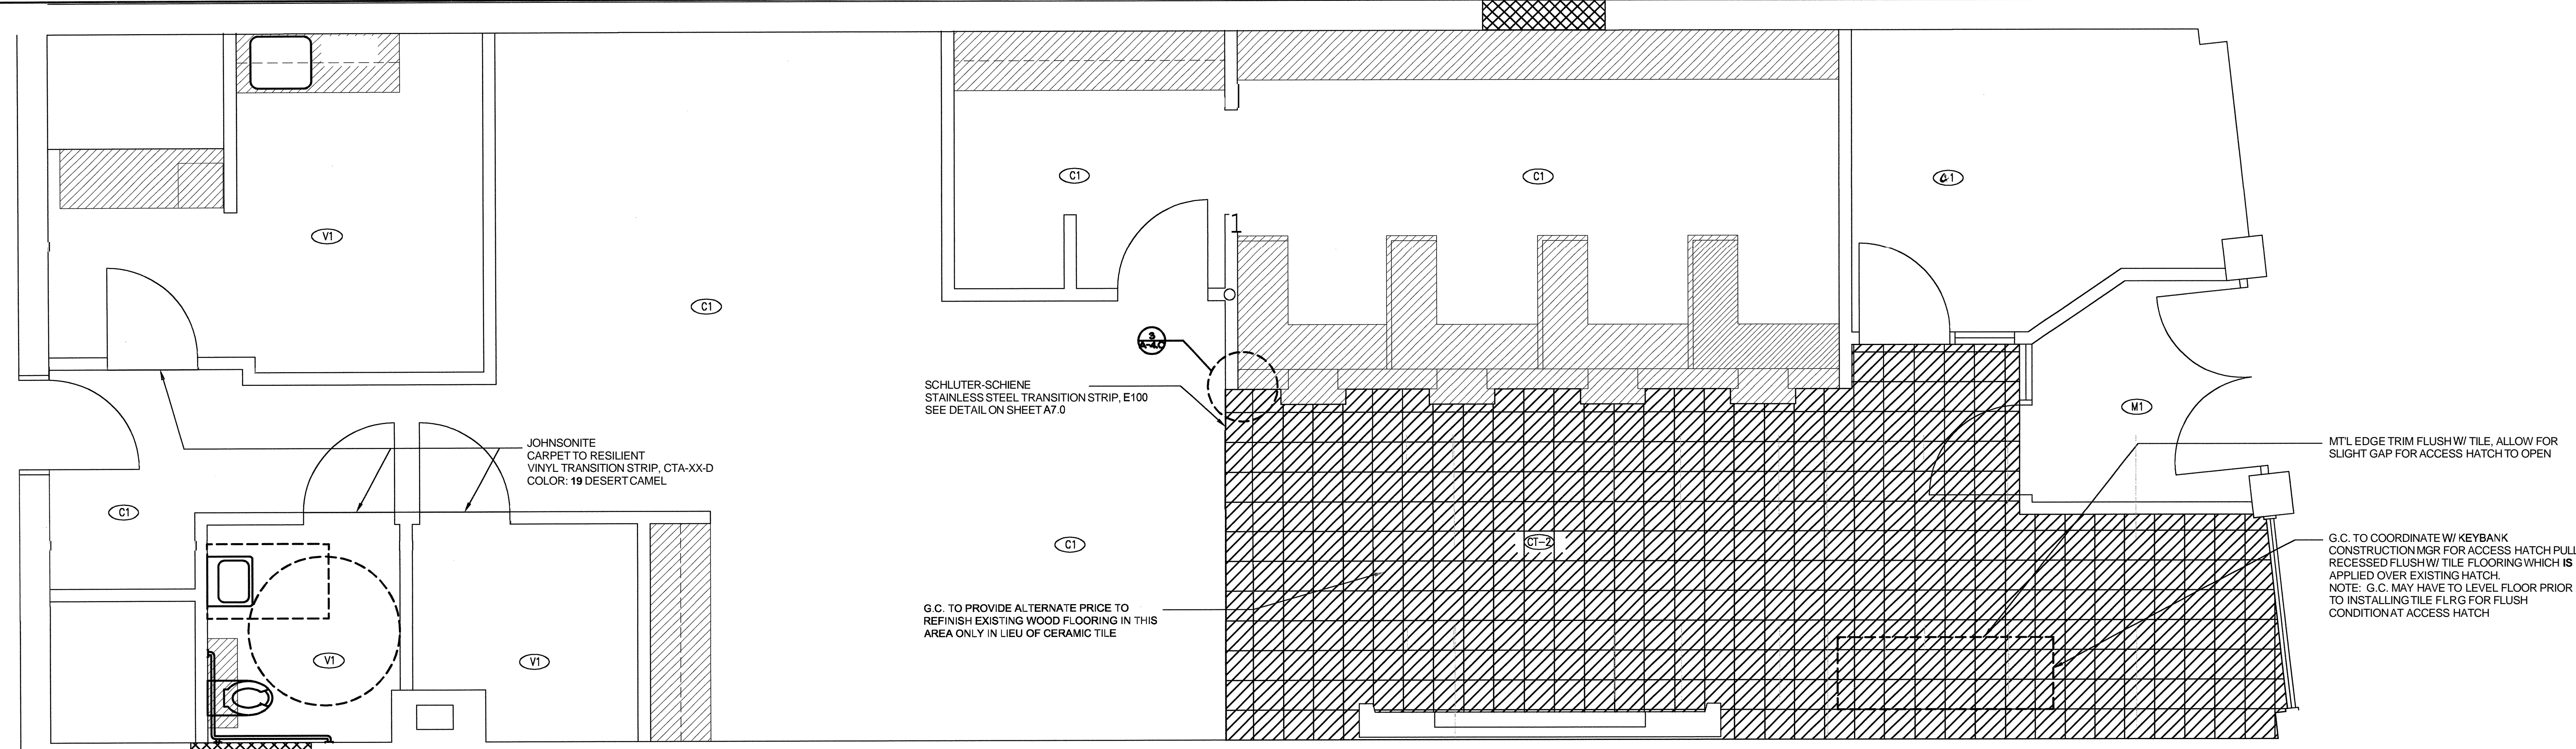 C1
C1
C1
V1
C1
3
A-4.0
SCHLUTER-SCHIENE
STAINLESS STEEL TRANSITION STRIP, E100
SEE DETAIL ON SHEET A7.0
M1
JOHNSONITE
CARPET TO RESILIENT
VINYL TRANSITION STRIP, CTA-XX-D
COLOR: 19 DESERT CAMEL
MT'L EDGE TRIM FLUSH W/ TILE, ALLOW FOR
SLIGHT GAP FOR ACCESS HATCH TO OPEN
C1
C1
CT-2
G.C. TO COORDINATE W/ KEYBANK
CONSTRUCTION MGR FOR ACCESS HATCH PULL
RECESSED FLUSH W/ TILE FLOORING WHICH IS
APPLIED OVER EXISTING HATCH.
NOTE: G.C. MAY HAVE TO LEVEL FLOOR PRIOR
TO INSTALLING TILE FLRG FOR FLUSH
CONDITION AT ACCESS HATCH
G.C. TO PROVIDE ALTERNATE PRICE TO
REFINISH EXISTING WOOD FLOORING IN THIS
AREA ONLY IN LIEU OF CERAMIC TILE
V1
V1